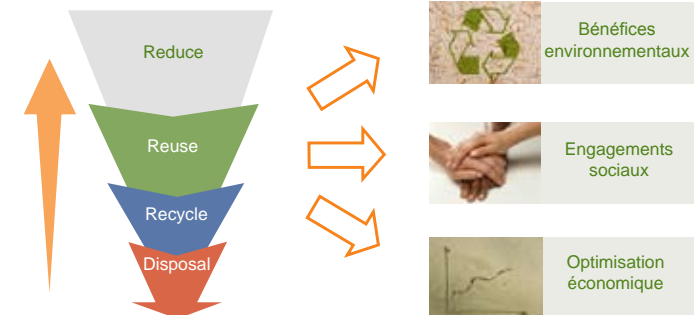 Reduce
Reuse
Recycle
Disposal
Bénéfices
environnementaux
Engagements
sociaux
Optimisation
économique